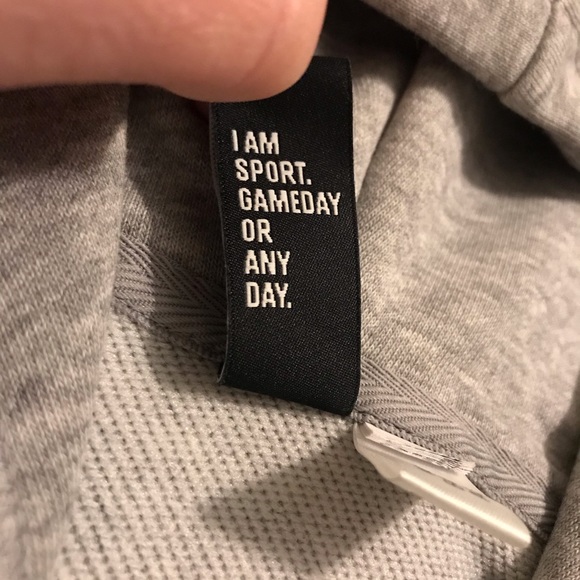 I AM
SPORT.
GAMEDAY
OR
ANY
DAY.